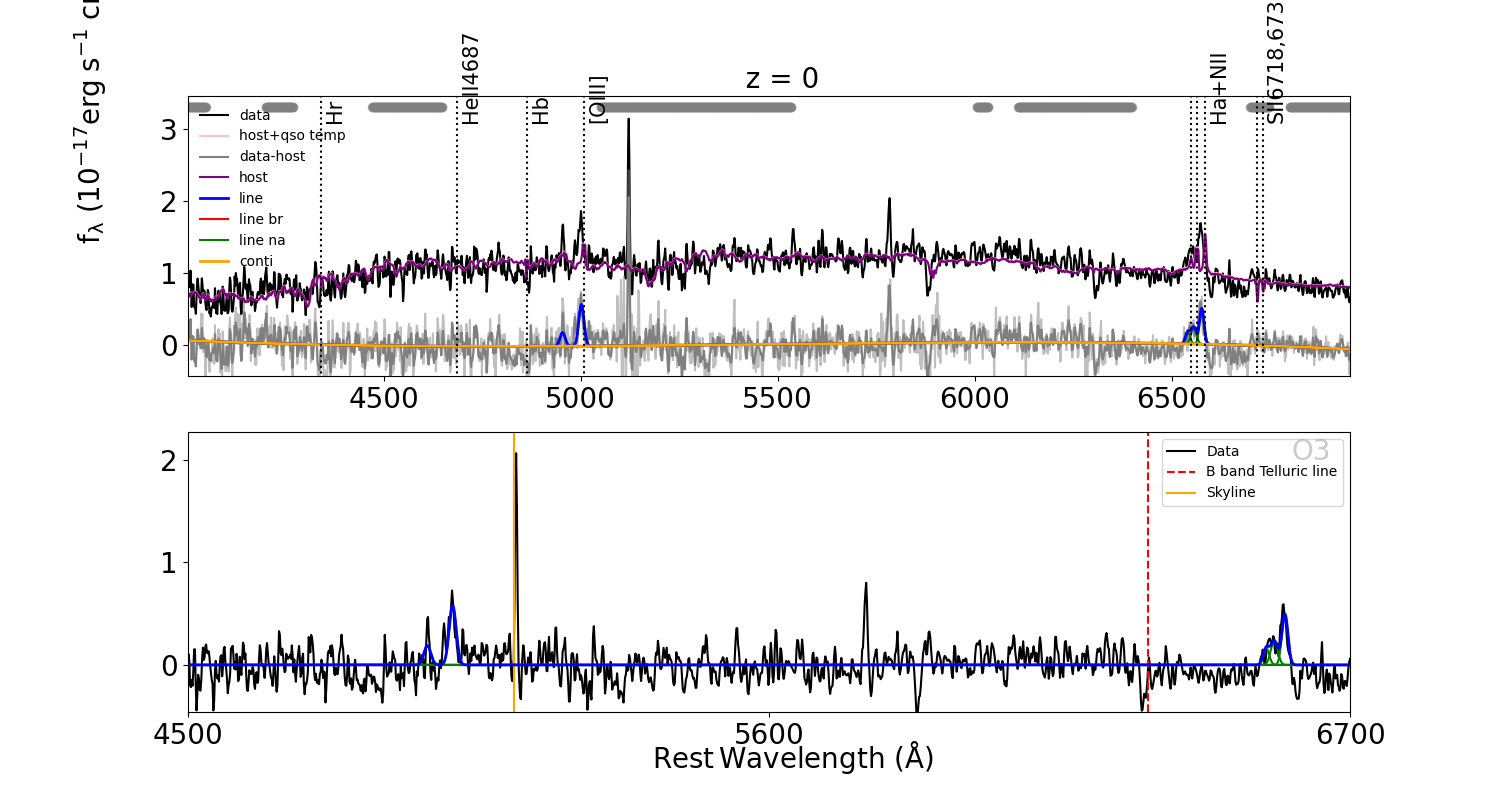 z = 0
f_λ (10^−17 erg s^−1
Hr
HeII4687
Hb
[OIII]
Ha+NII
SII6718,673
data
host+qso temp
data-host
host
line
line br
line na
conti
3
2
1
0
4500 5000 5500 6000 6500
O3
Data
B band Telluric line
Skyline
2
1
0
4500 5600 6700
Rest Wavelength (Å)